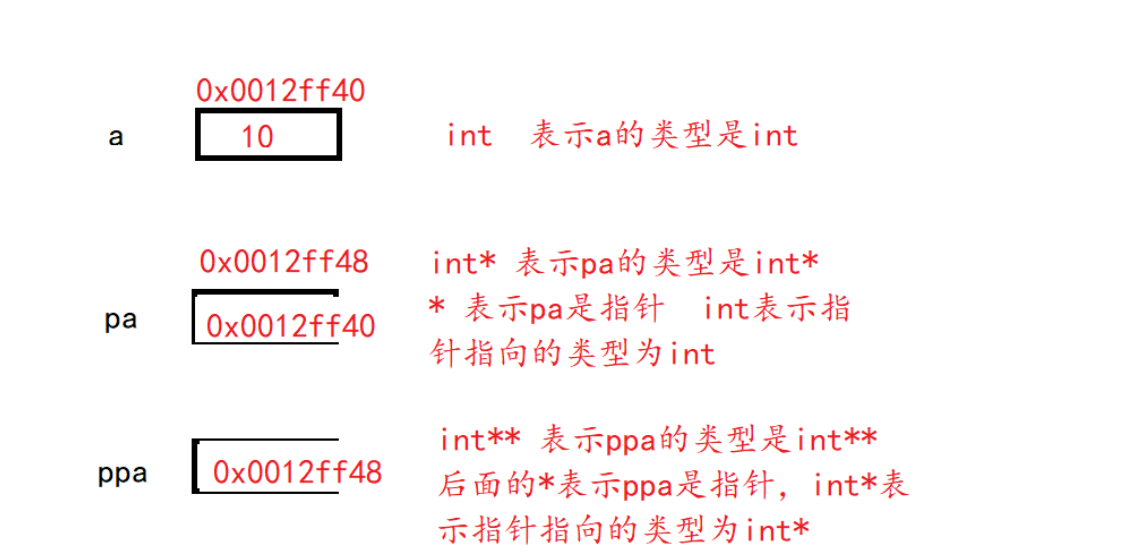 0x0012ff40
a 10 int 表示a的类型是int
0x0012ff48 int* 表示pa的类型是int*
pa 0x0012ff40 * 表示pa是指针 int表示指
针指向的类型为int
int** 表示ppa的类型是int**
ppa 0x0012ff48 后面的*表示ppa是指针，int*表
示指针指向的类型为int*